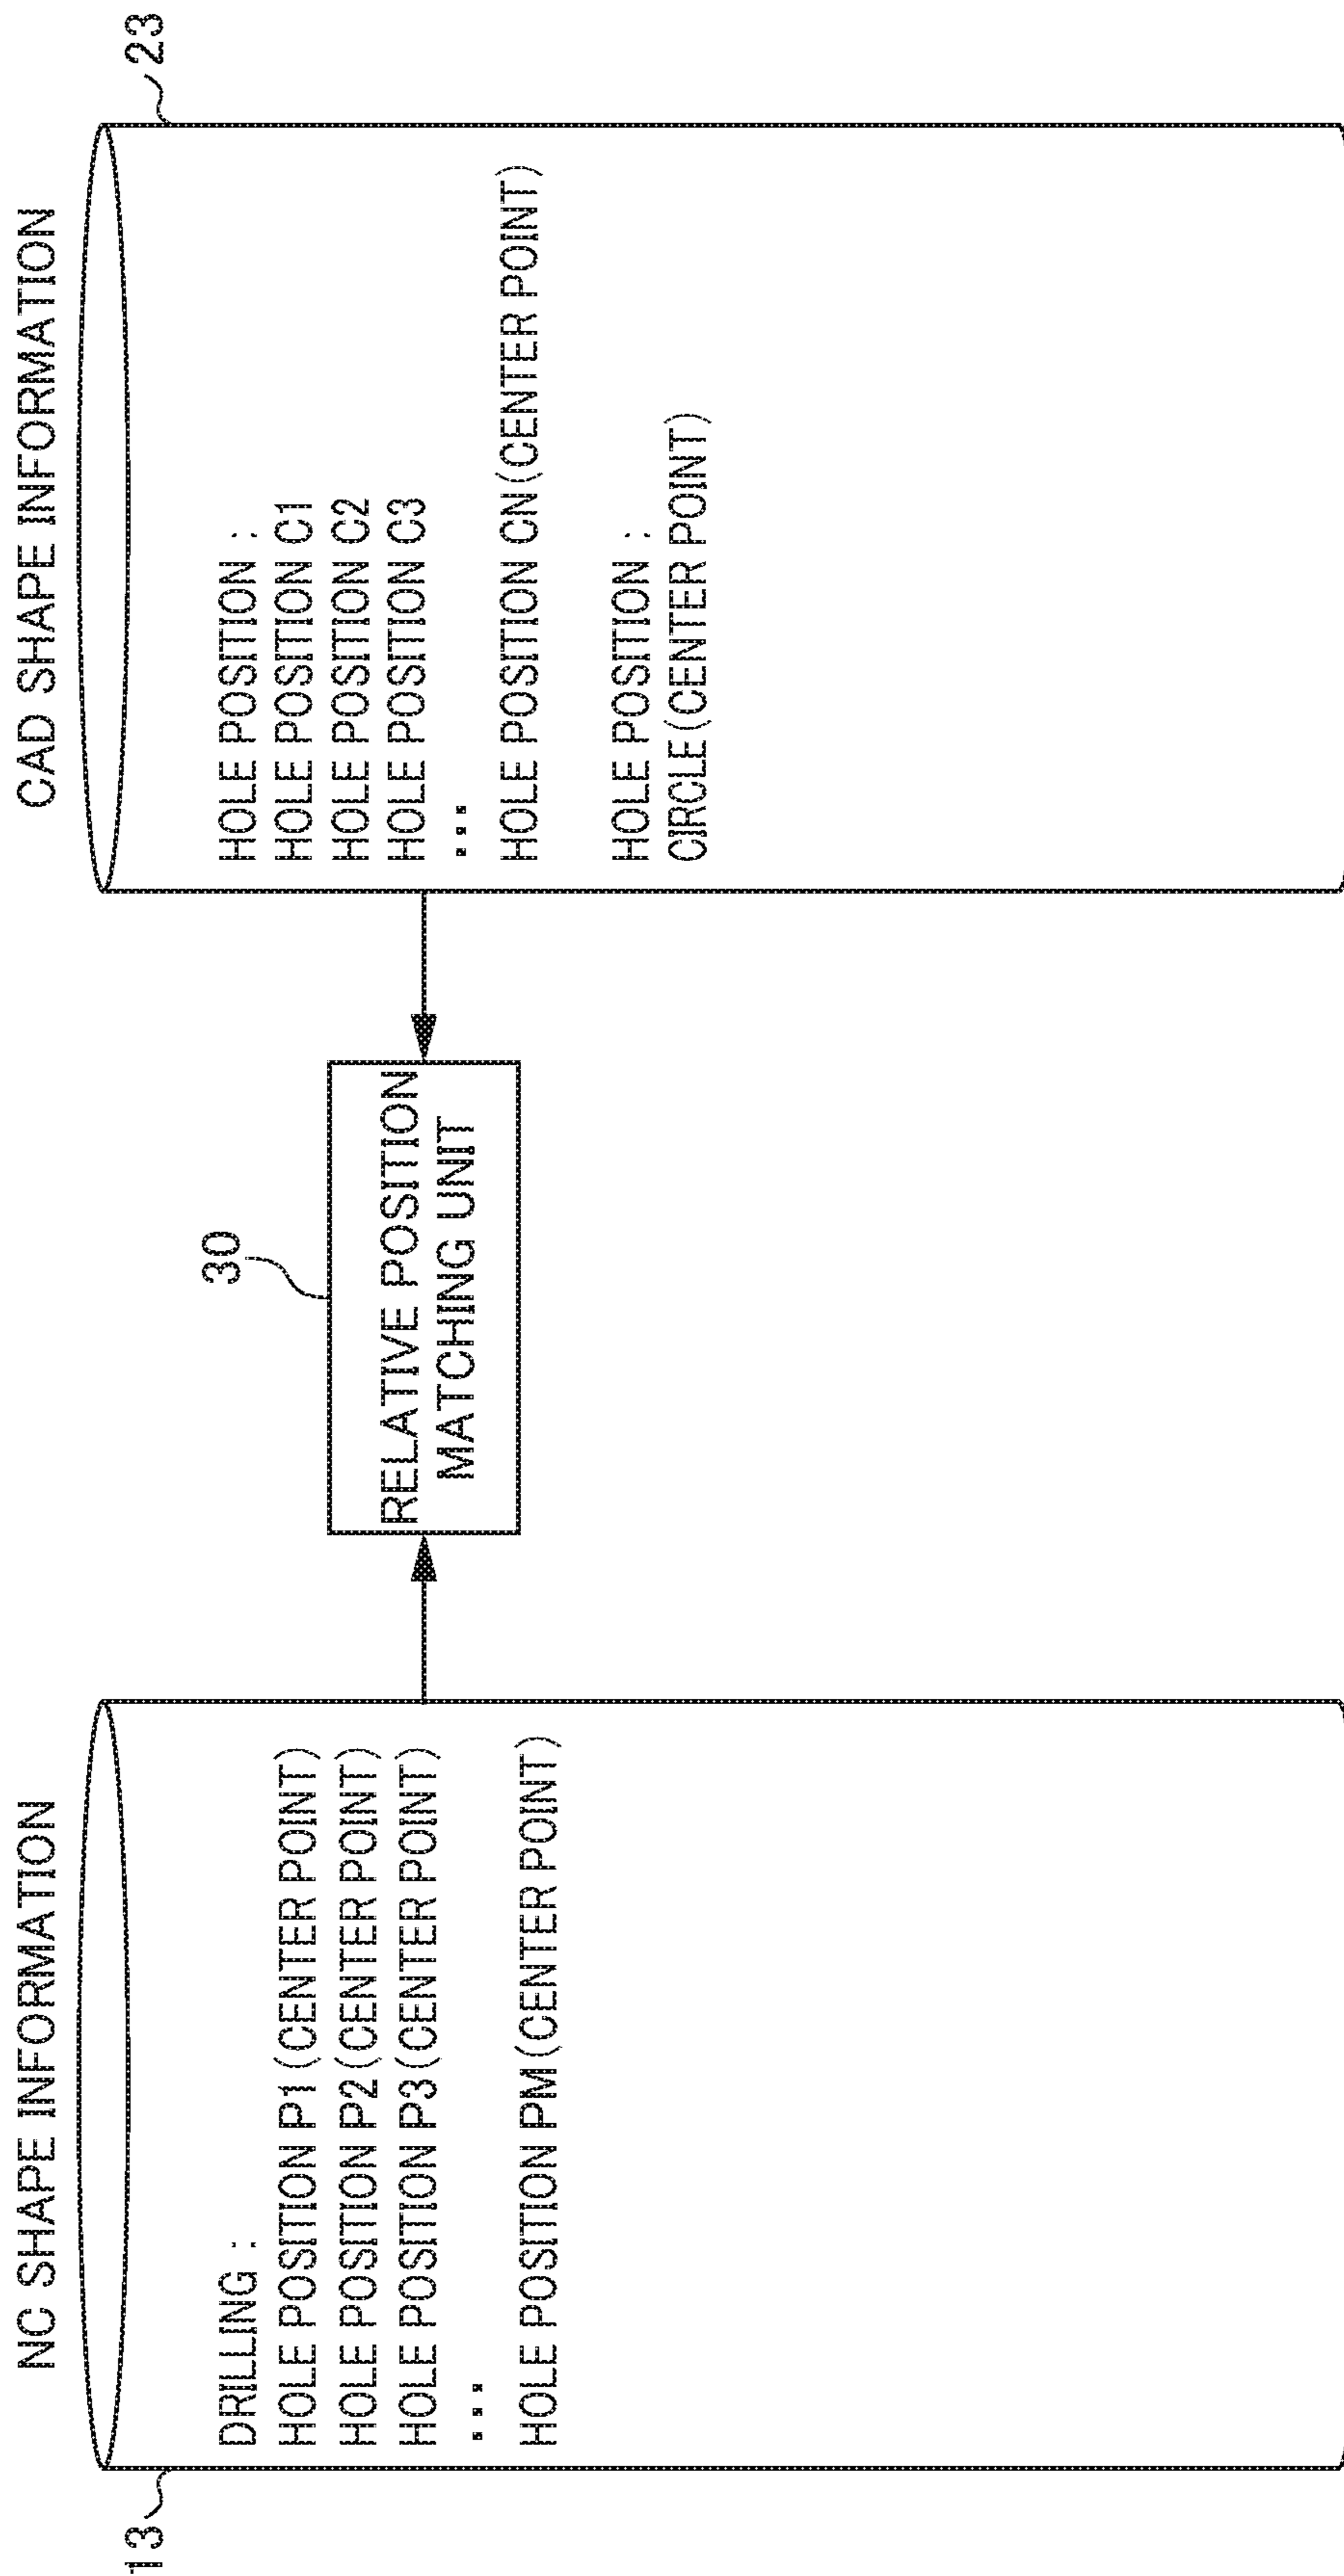 NC SHAPE INFORMATION
13
DRILLING :
HOLE POSITION P1(CENTER POINT)
HOLE POSITION P2(CENTER POINT)
HOLE POSITION P3(CENTER POINT)
...
HOLE POSITION PM(CENTER POINT)
30
RELATIVE POSITION
MATCHING UNIT
CAD SHAPE INFORMATION
23
HOLE POSITION :
HOLE POSITION C1
HOLE POSITION C2
HOLE POSITION C3
...
HOLE POSITION CN(CENTER POINT)
HOLE POSITION :
CIRCLE(CENTER POINT)